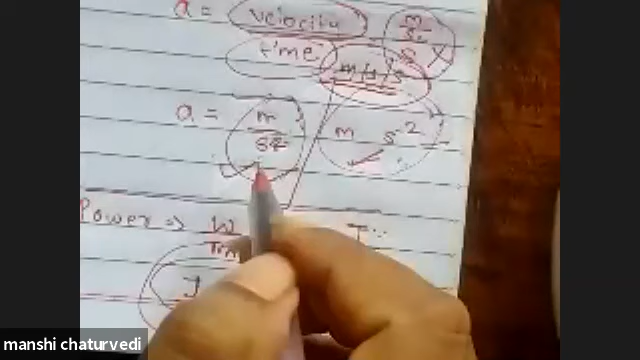 a = velocity m/s
time m/s/s
a = m/s² m s⁻²
Power => W
J
manshi chaturvedi